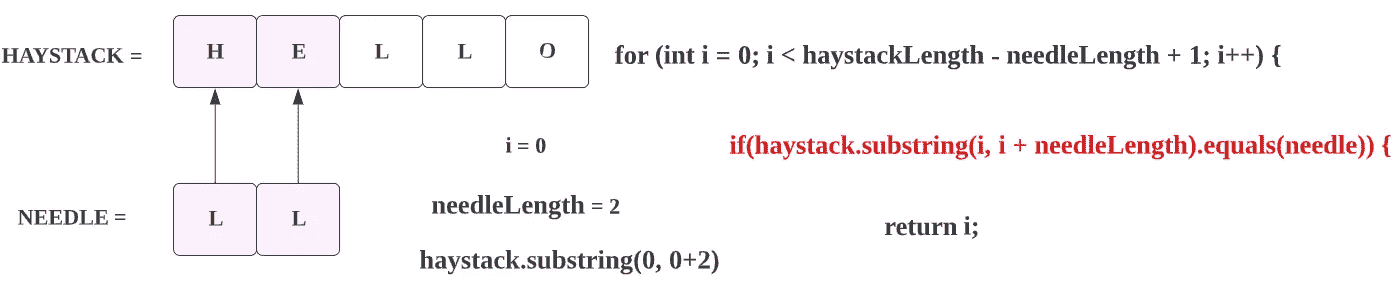 HAYSTACK = H E L L O for (int i = 0; i < haystackLength - needleLength + 1; i++) {
i = 0 if(haystack.substring(i, i + needleLength).equals(needle)) {
NEEDLE = L L needleLength = 2
return i;
haystack.substring(0, 0+2)